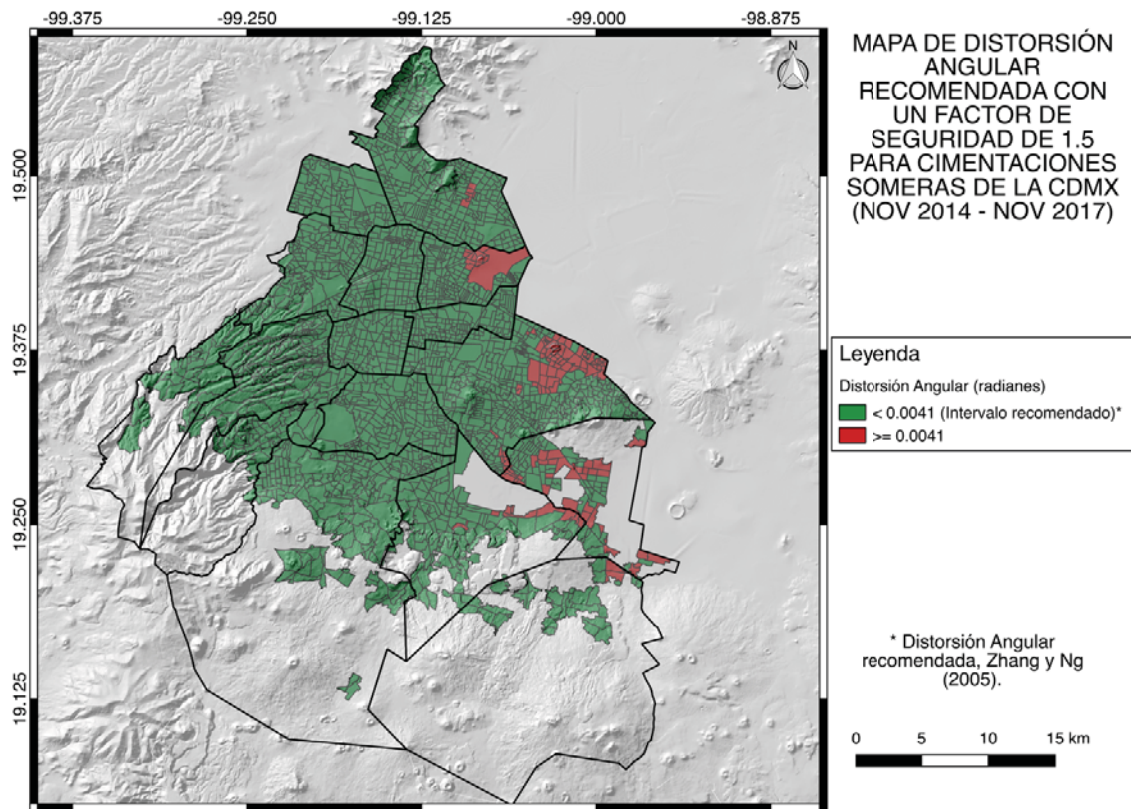 -99.375
-99.250
-99.125
-99.000
-98.875
19.500
19.375
19.250
19.125
N
MAPA DE DISTORSIÓN
ANGULAR
RECOMENDADA CON
UN FACTOR DE
SEGURIDAD DE 1.5
PARA CIMENTACIONES
SOMERAS DE LA CDMX
(NOV 2014 - NOV 2017)
Leyenda
Distorsión Angular (radianes)
< 0.0041 (Intervalo recomendado)*
>= 0.0041
* Distorsión Angular
recomendada, Zhang y Ng
(2005).
0 5 10 15 km